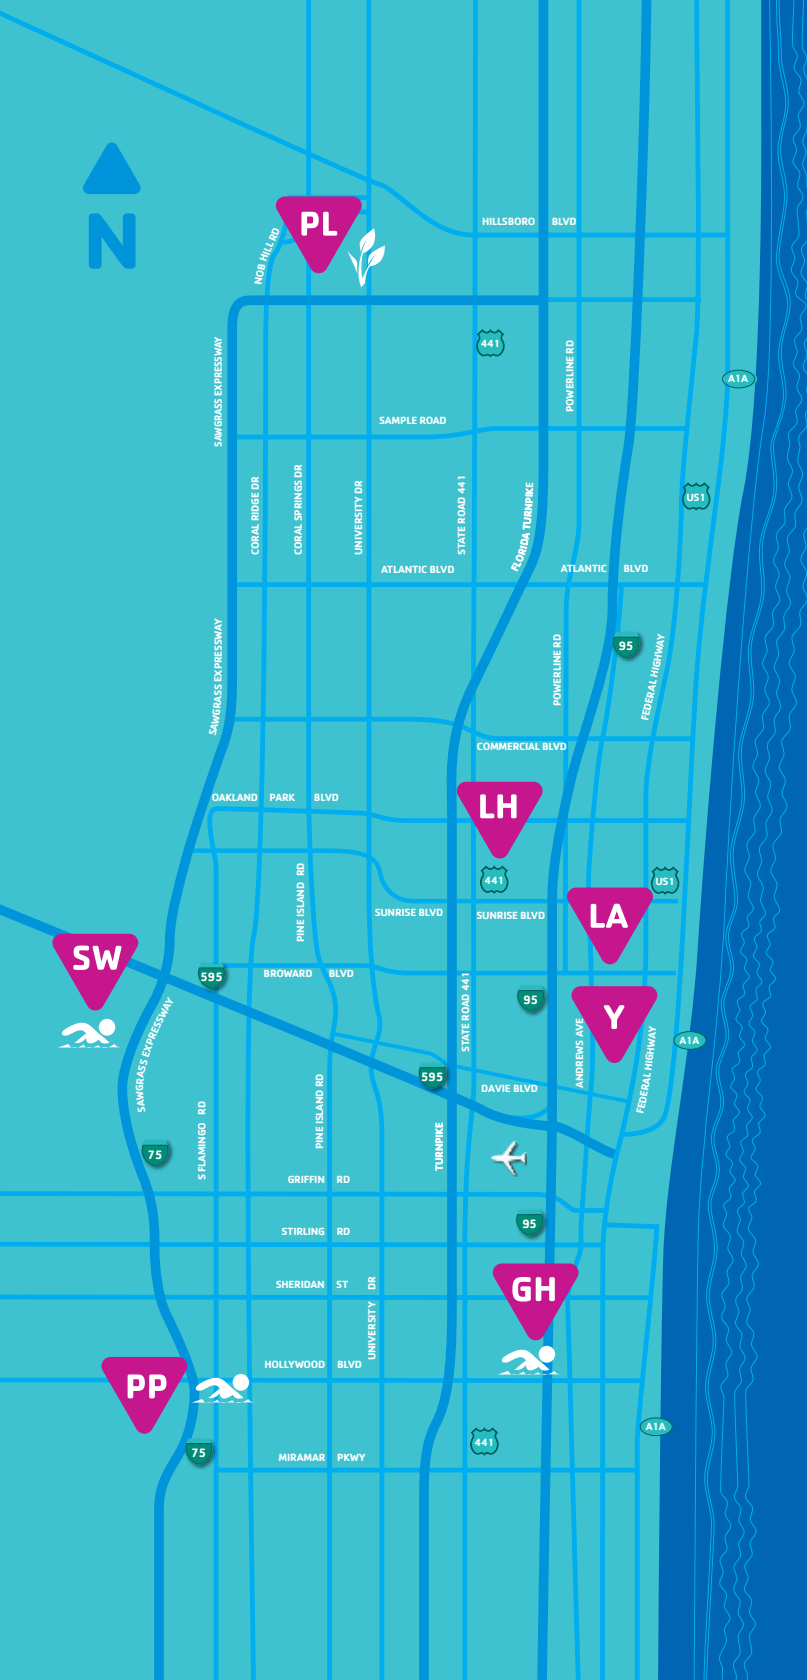 N
PL
NOB HILL RD
HILLSBORO BLVD
441
POWERLINE RD
SAWGRASS EXPRESSWAY
A1A
SAMPLE ROAD
CORAL RIDGE DR
CORAL SPRINGS DR
UNIVERSITY DR
STATE ROAD 441
FLORIDA TURNPIKE
US1
ATLANTIC BLVD
ATLANTIC BLVD
95
SAWGRASS EXPRESSWAY
POWERLINE RD
FEDERAL HIGHWAY
COMMERCIAL BLVD
OAKLAND PARK BLVD
LH
441
US1
PINE ISLAND RD
SUNRISE BLVD
SUNRISE BLVD
LA
SW
595
BROWARD BLVD
STATE ROAD 441
95
Y
SAWGRASS EXPRESSWAY
ANDREWS AVE
FEDERAL HIGHWAY
A1A
595
DAVIE BLVD
S FLAMINGO RD
PINE ISLAND RD
TURNPIKE
75
GRIFFIN RD
95
STIRLING RD
SHERIDAN ST
UNIVERSITY DR
GH
HOLLYWOOD BLVD
PP
A1A
75
441
MIRAMAR PKWY